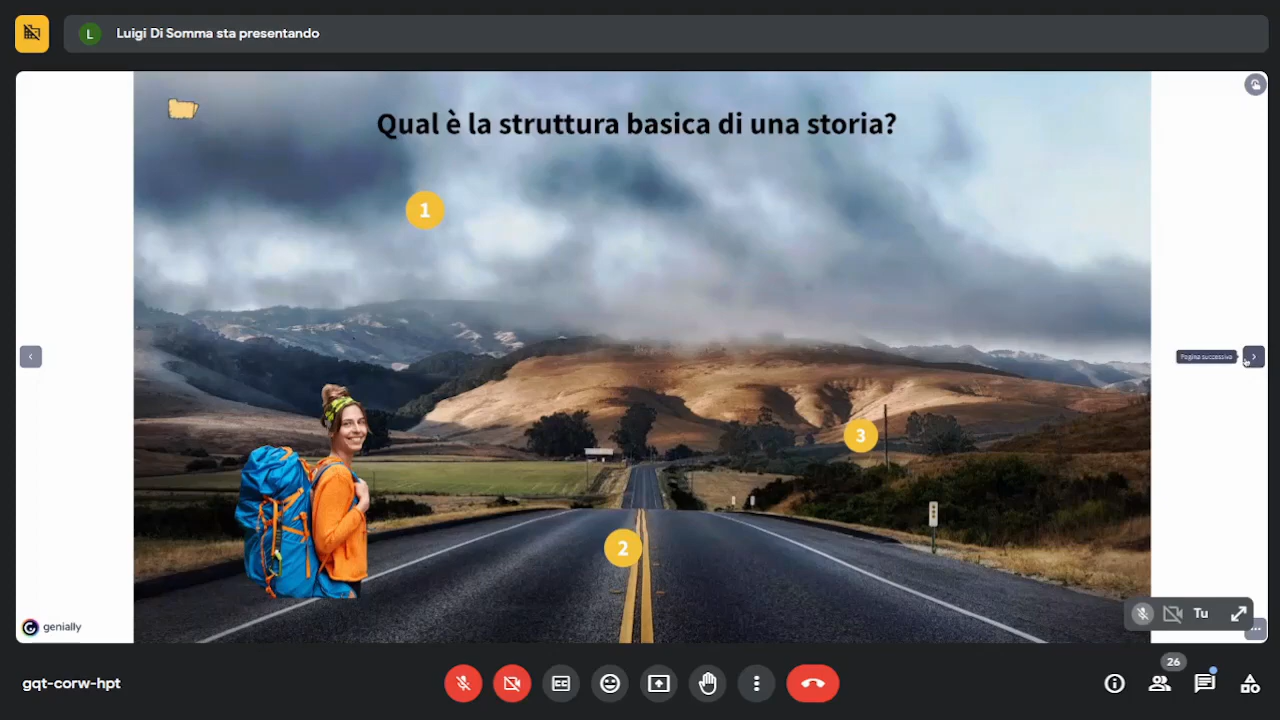 L Luigi Di Somma sta presentando
Qual è la struttura basica di una storia?
1
Pagina successiva
3
2
Tu
genially
26
gqt-corw-hpt